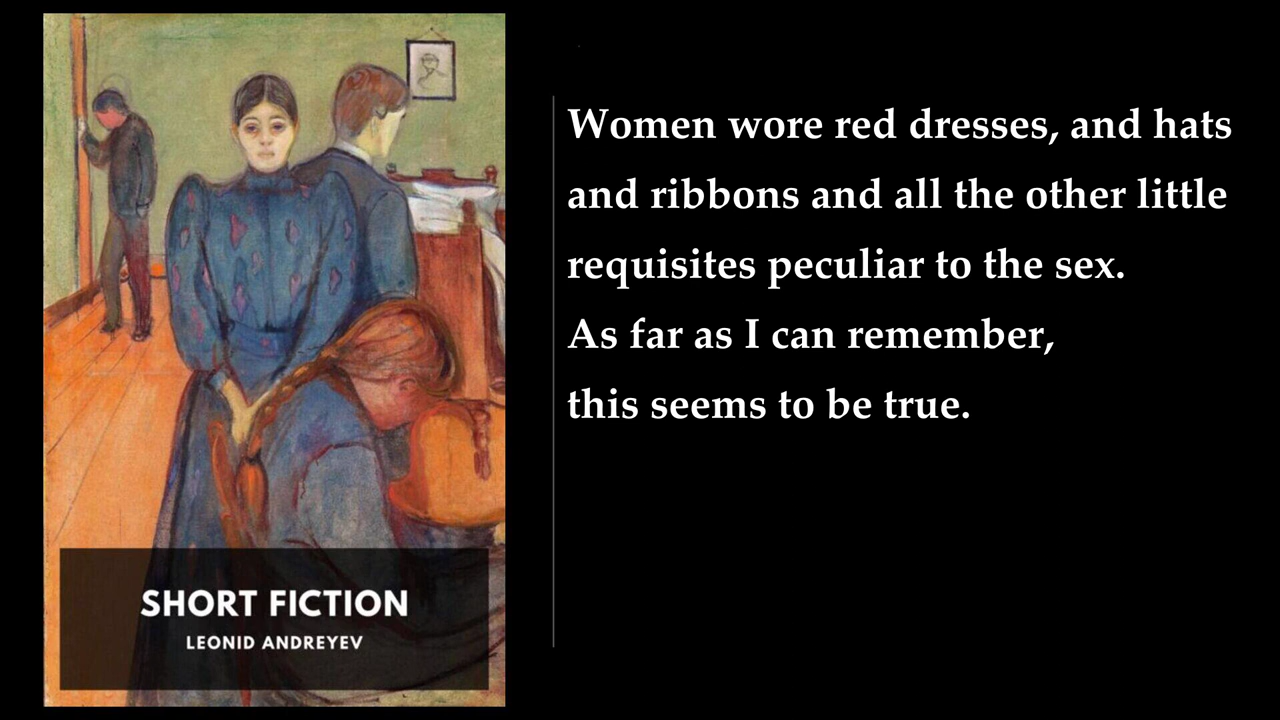 SHORT FICTION
LEONID ANDREYEV
Women wore red dresses, and hats
and ribbons and all the other little
requisites peculiar to the sex.
As far as I can remember,
this seems to be true.